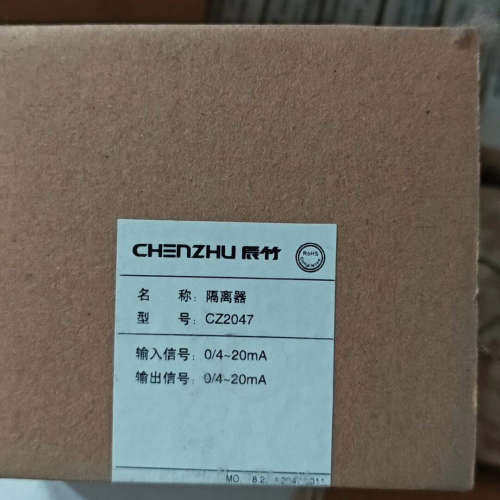 CHENZHU 辰竹
RoHS
名 称: 隔离器
型 号: CZ2047
输入信号: 0/4~20mA
输出信号: 0/4~20mA
MO